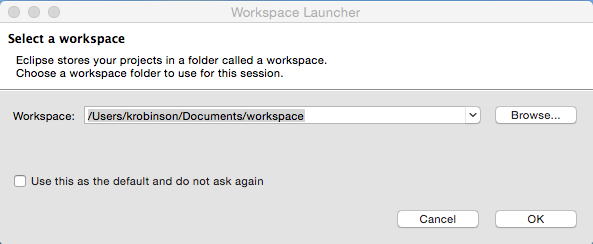 Workspace Launcher
Select a workspace
Eclipse stores your projects in a folder called a workspace.
Choose a workspace folder to use for this session.
Workspace: /Users/krobinson/Documents/workspace Browse...
Use this as the default and do not ask again
Cancel OK